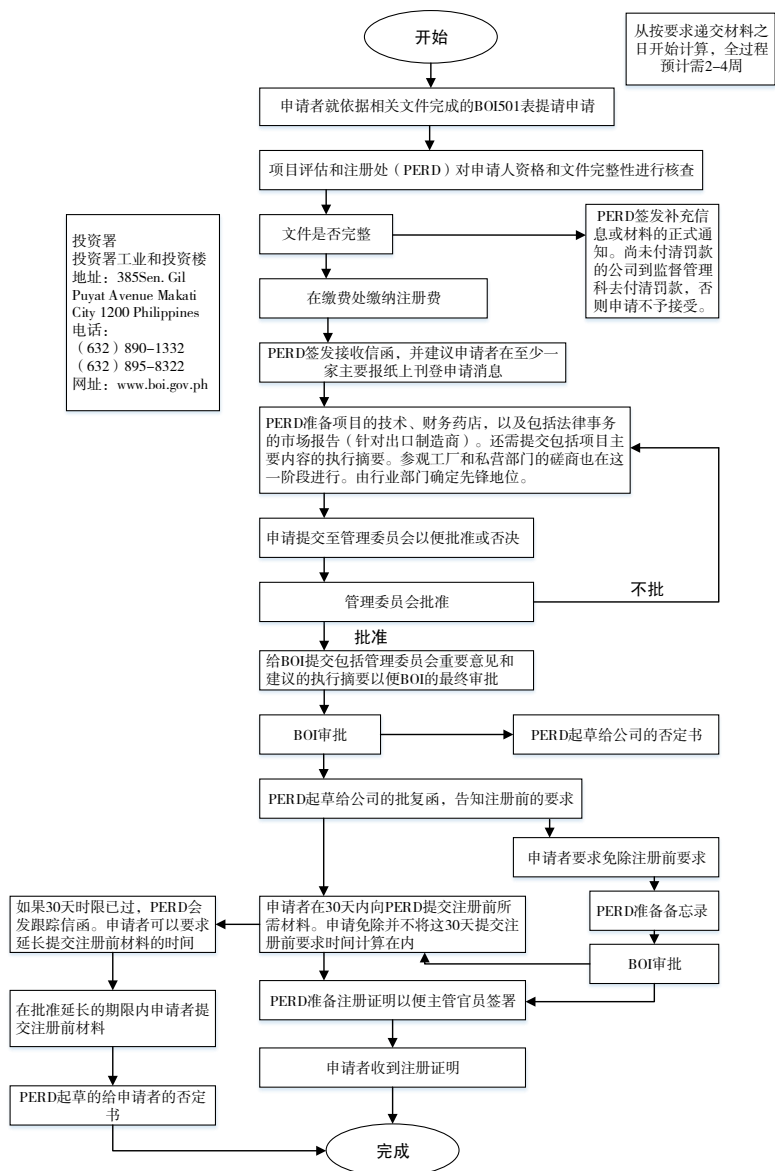 开始
从按要求递交材料之
日开始计算，全过程
预计需2–4周
申请者就依据相关文件完成的BOI501表提请申请
项目评估和注册处（PERD）对申请人资格和文件完整性进行核查
文件是否完整
PERD签发补充信
息或材料的正式通
知。尚未付清罚款
的公司到监督管理
科去付清罚款，否
则申请不予接受。
投资署
投资署工业和投资楼
地址：385Sen. Gil
Puyat Avenue Makati
City 1200 Philippines
电话：
（632）890–1332
（632）895–8322
网址：www.boi.gov.ph
在缴费处缴纳注册费
PERD签发接收信函，并建议申请者在至少一
家主要报纸上刊登申请消息
PERD准备项目的技术、财务药店，以及包括法律事务
的市场报告（针对出口制造商）。还需提交包括项目主
要内容的执行摘要。参观工厂和私营部门的磋商也在这
一阶段进行。由行业部门确定先锋地位。
申请提交至管理委员会以便批准或否决
管理委员会批准
不批
批准
给BOI提交包括管理委员会重要意见和
建议的执行摘要以便BOI的最终审批
BOI审批
PERD起草给公司的否定书
PERD起草给公司的批复函，告知注册前的要求
申请者要求免除注册前要求
如果30天时限已过，PERD会
发跟踪信函。申请者可以要求
延长提交注册前材料的时间
申请者在30天内向PERD提交注册前所
需材料。申请免除并不将这30天提交注
册前要求时间计算在内
PERD准备备忘录
BOI审批
在批准延长的期限内申请者提
交注册前材料
PERD准备注册证明以便主管官员签署
申请者收到注册证明
PERD起草的给申请者的否定
书
完成